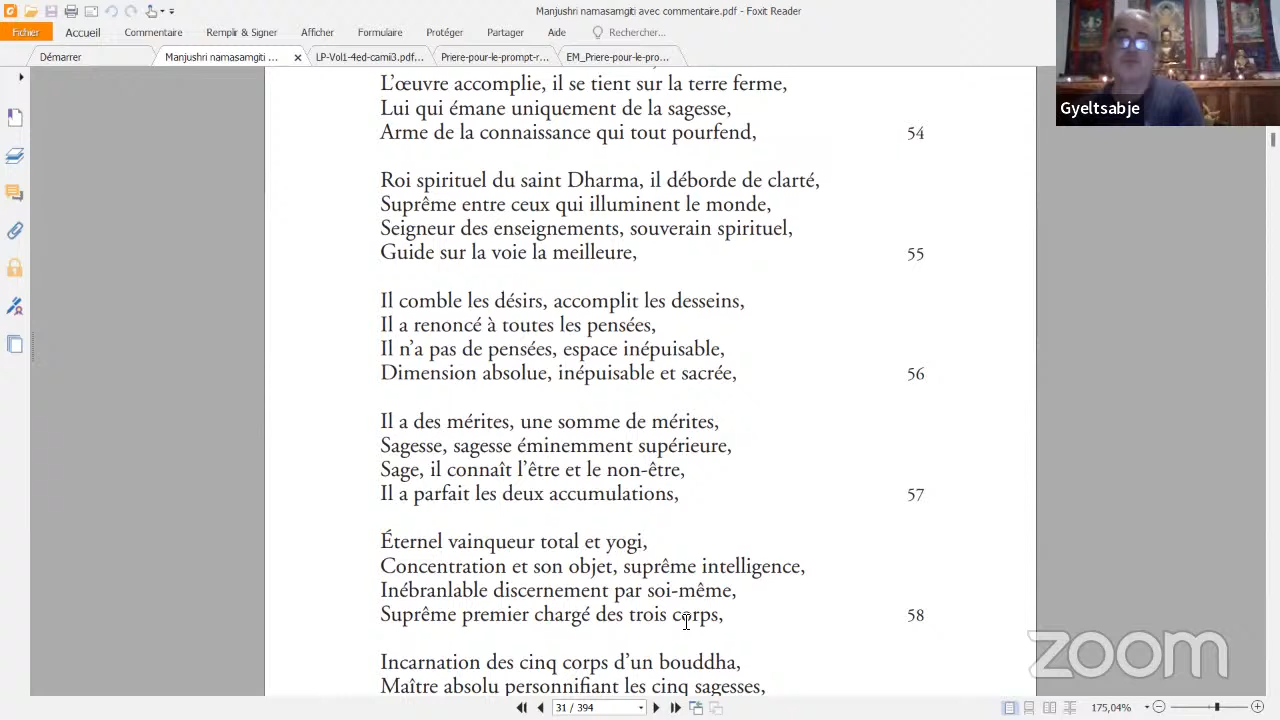 Manjushri namasamgiti avec commentaire.pdf - Foxit Reader
Fichier Accueil Commentaire Remplir & Signer Afficher Formulaire Protéger Partager Aide Rechercher...
Démarrer Manjushri namasamgiti ... LP-Vol1-4ed-cami3.pdf... Priere-pour-le-prompt-r... EM_Priere-pour-le-pro...
Gyeltsabje
L’œuvre accomplie, il se tient sur la terre ferme,
Lui qui émane uniquement de la sagesse,
Arme de la connaissance qui tout pourfend, 54
Roi spirituel du saint Dharma, il déborde de clarté,
Suprême entre ceux qui illuminent le monde,
Seigneur des enseignements, souverain spirituel,
Guide sur la voie la meilleure, 55
Il comble les désirs, accomplit les desseins,
Il a renoncé à toutes les pensées,
Il n’a pas de pensées, espace inépuisable,
Dimension absolue, inépuisable et sacrée, 56
Il a des mérites, une somme de mérites,
Sagesse, sagesse éminemment supérieure,
Sage, il connaît l’être et le non-être,
Il a parfait les deux accumulations, 57
Éternel vainqueur total et yogi,
Concentration et son objet, suprême intelligence,
Inébranlable discernement par soi-même,
Suprême premier chargé des trois corps, 58
Incarnation des cinq corps d’un bouddha,
Maître absolu personnifiant les cinq sagesses,
zoom
31 / 394 175,04%